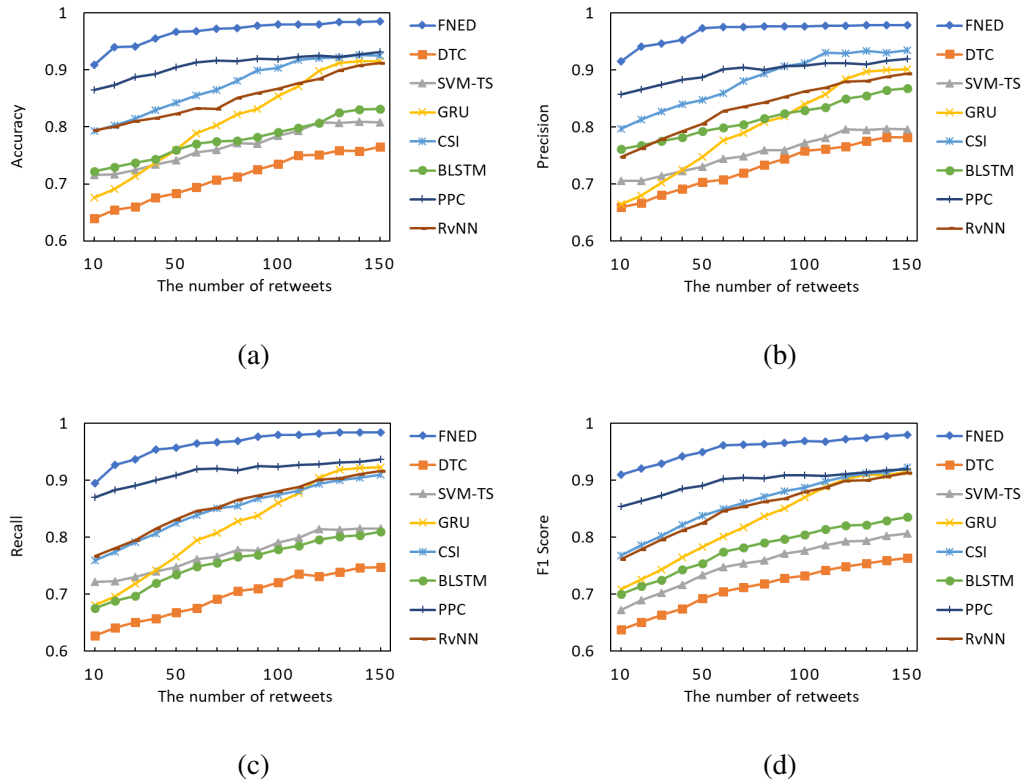 1
0.9
0.8
0.7
0.6
Accuracy
10 50 100 150
The number of retweets
FNED
DTC
SVM-TS
GRU
CSI
BLSTM
PPC
RvNN
(a)
1
0.9
0.8
0.7
0.6
Precision
10 50 100 150
The number of retweets
FNED
DTC
SVM-TS
GRU
CSI
BLSTM
PPC
RvNN
(b)
1
0.9
0.8
0.7
0.6
Recall
10 50 100 150
The number of retweets
FNED
DTC
SVM-TS
GRU
CSI
BLSTM
PPC
RvNN
(c)
1
0.9
0.8
0.7
0.6
F1 Score
10 50 100 150
The number of retweets
FNED
DTC
SVM-TS
GRU
CSI
BLSTM
PPC
RvNN
(d)